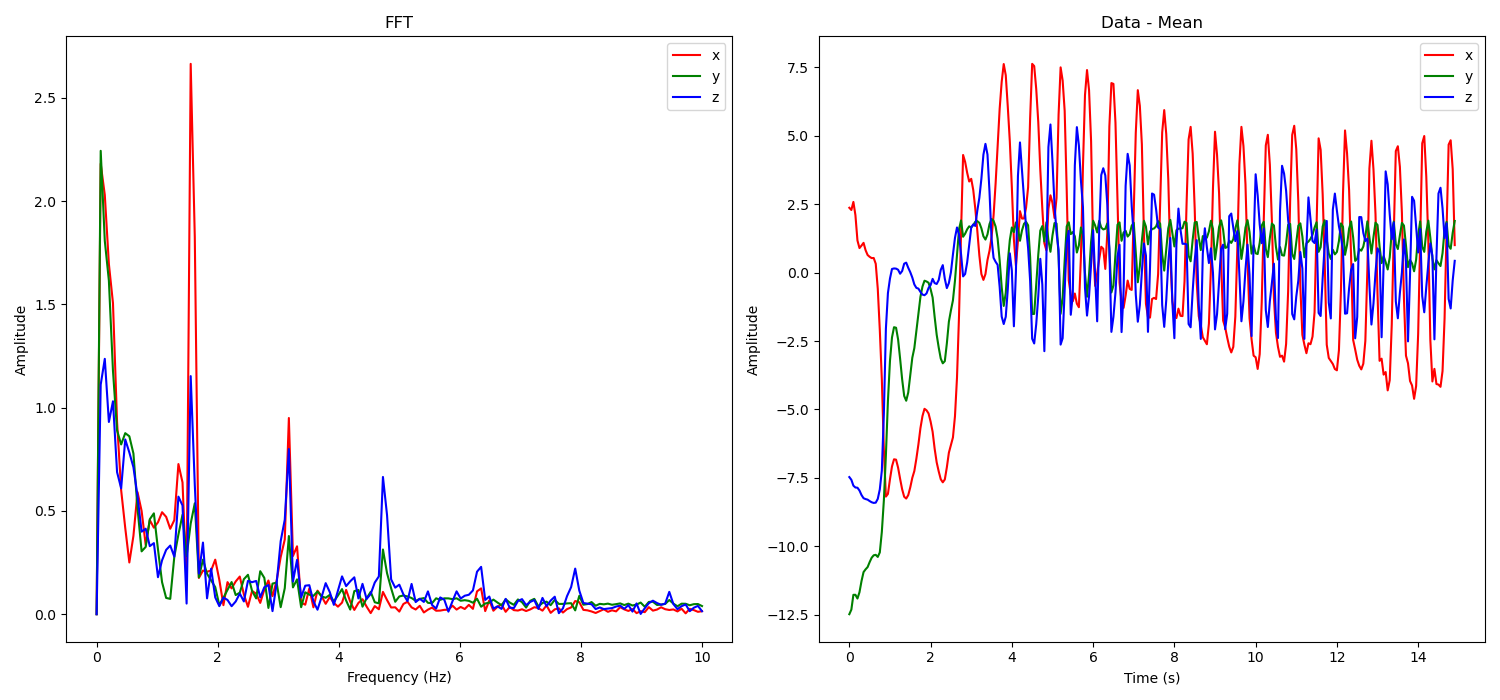 FFT
Amplitude
2.5
2.0
1.5
1.0
0.5
0.0
0
2
4
6
8
10
Frequency (Hz)
x
y
z
Data - Mean
Amplitude
7.5
5.0
2.5
0.0
−2.5
−5.0
−7.5
−10.0
−12.5
0
2
4
6
8
10
12
14
Time (s)
x
y
z